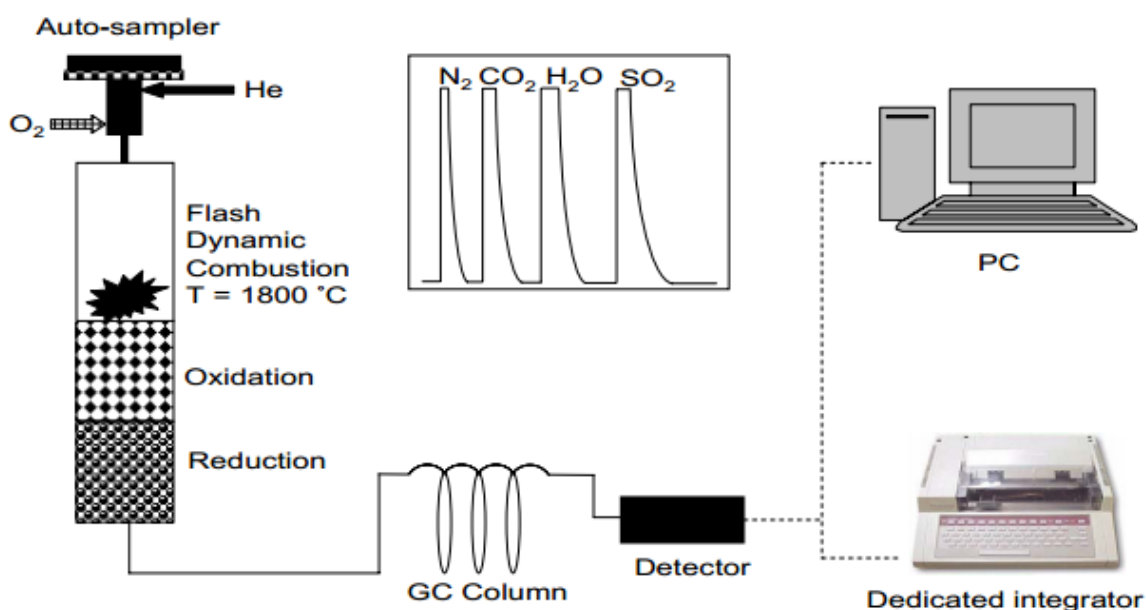 Auto-sampler
He
O₂
N₂ CO₂ H₂O SO₂
Flash
Dynamic
Combustion
T = 1800 ˚C
Oxidation
Reduction
GC Column
Detector
PC
Dedicated integrator